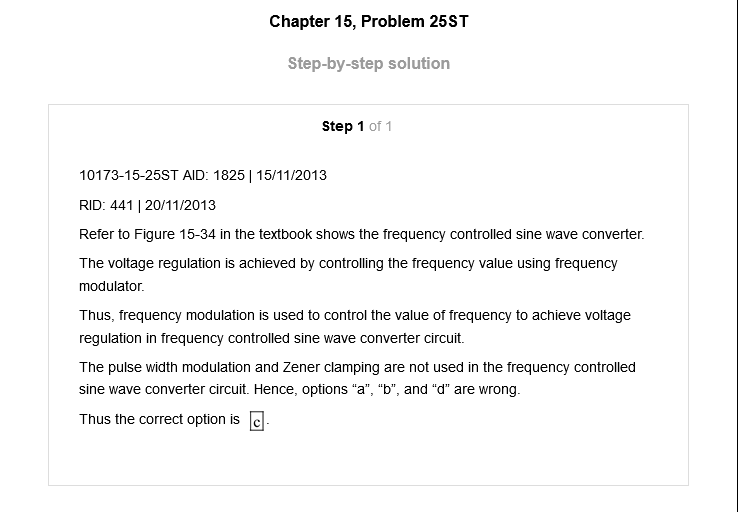 Chapter 15, Problem 25ST
Step-by-step solution
Step 1 of 1
10173-15-25ST AID: 1825 | 15/11/2013
RID: 441 | 20/11/2013
Refer to Figure 15-34 in the textbook shows the frequency controlled sine wave converter.
The voltage regulation is achieved by controlling the frequency value using frequency
modulator.
Thus, frequency modulation is used to control the value of frequency to achieve voltage
regulation in frequency controlled sine wave converter circuit.
The pulse width modulation and Zener clamping are not used in the frequency controlled
sine wave converter circuit. Hence, options “a”, “b”, and “d” are wrong.
Thus the correct option is c.